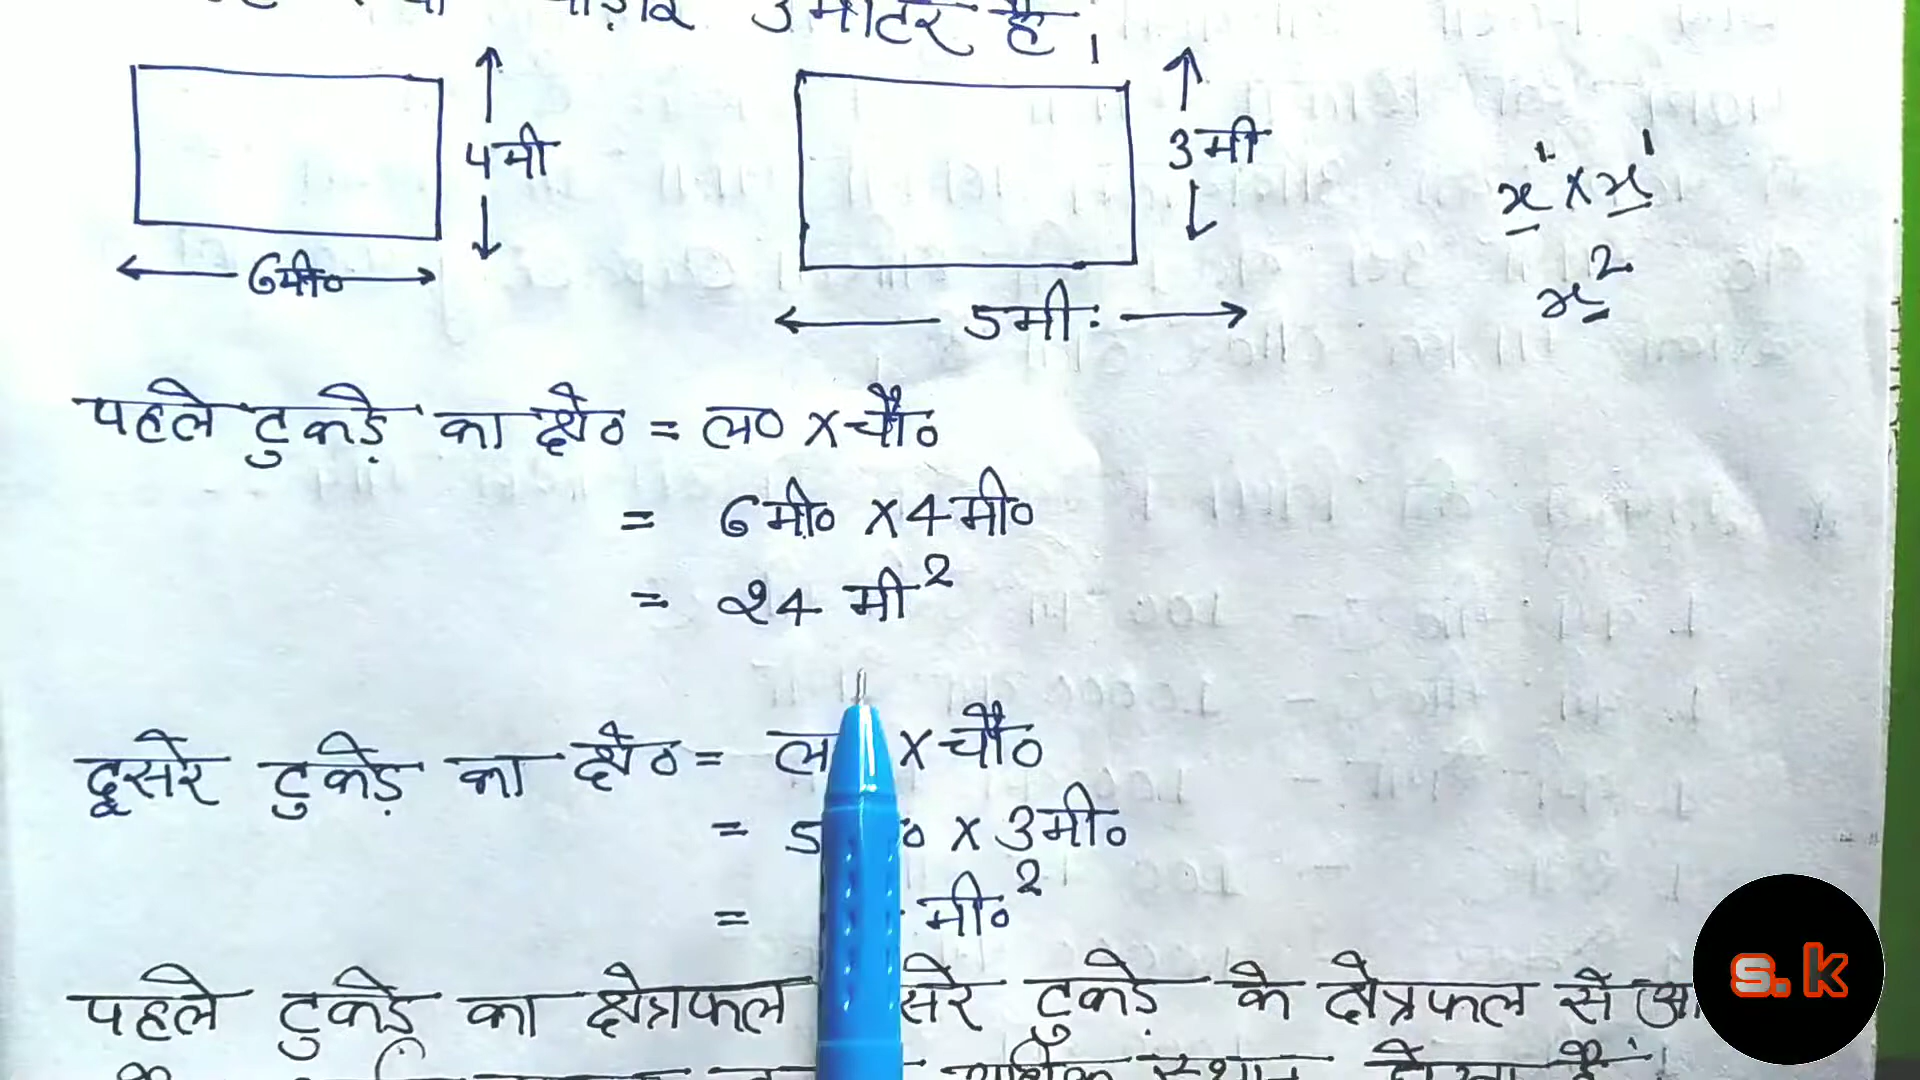 3 मीटर है।
4मी
3मी
x¹ × x¹
6मी०
x²
5मी:
पहले टुकड़े का क्षे० = ल० × चौ०
= 6मी० × 4मी०
= 24 मी²
दूसरे टुकेड़ का क्षे० = × चौ०
= 5 × 3मी०
= मी०²
पहले टुकड़े का क्षेत्रफल टुकड़े के क्षेत्रफल से
s.k